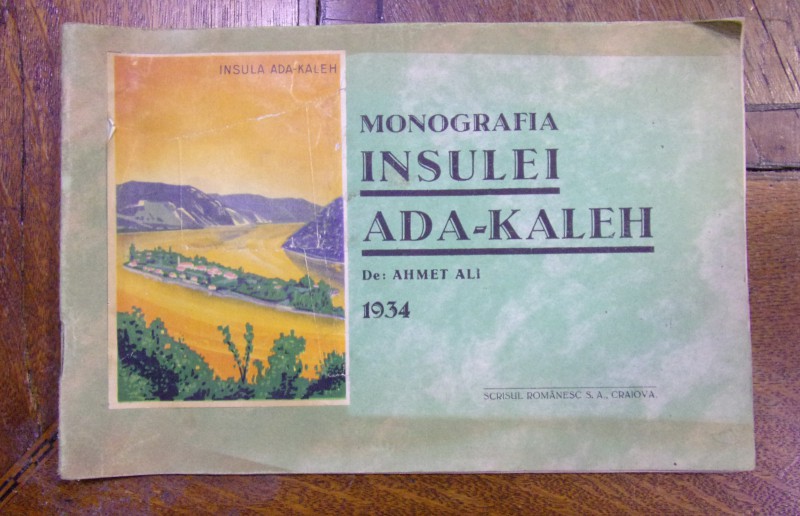 INSULA ADA-KALEH
MONOGRAFIA
INSULEI
ADA-KALEH
De: AHMET ALI
1934
SCRISUL ROMÂNESC S. A., CRAIOVA.